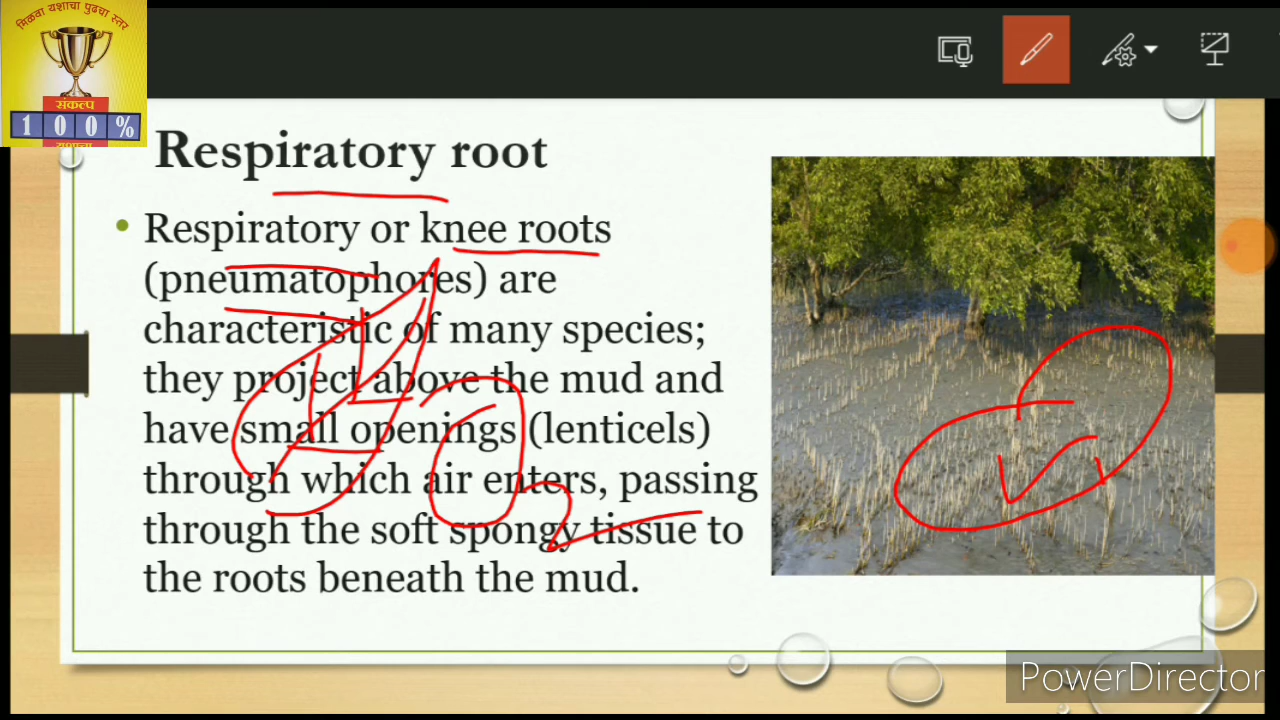 मिळवा यशाचा पुढचा स्तर
संकल्प
100%
यशाचा
Respiratory root
• Respiratory or knee roots
(pneumatophores) are
characteristic of many species;
they project above the mud and
have small openings (lenticels)
through which air enters, passing
through the soft spongy tissue to
the roots beneath the mud.
O2
PowerDirector